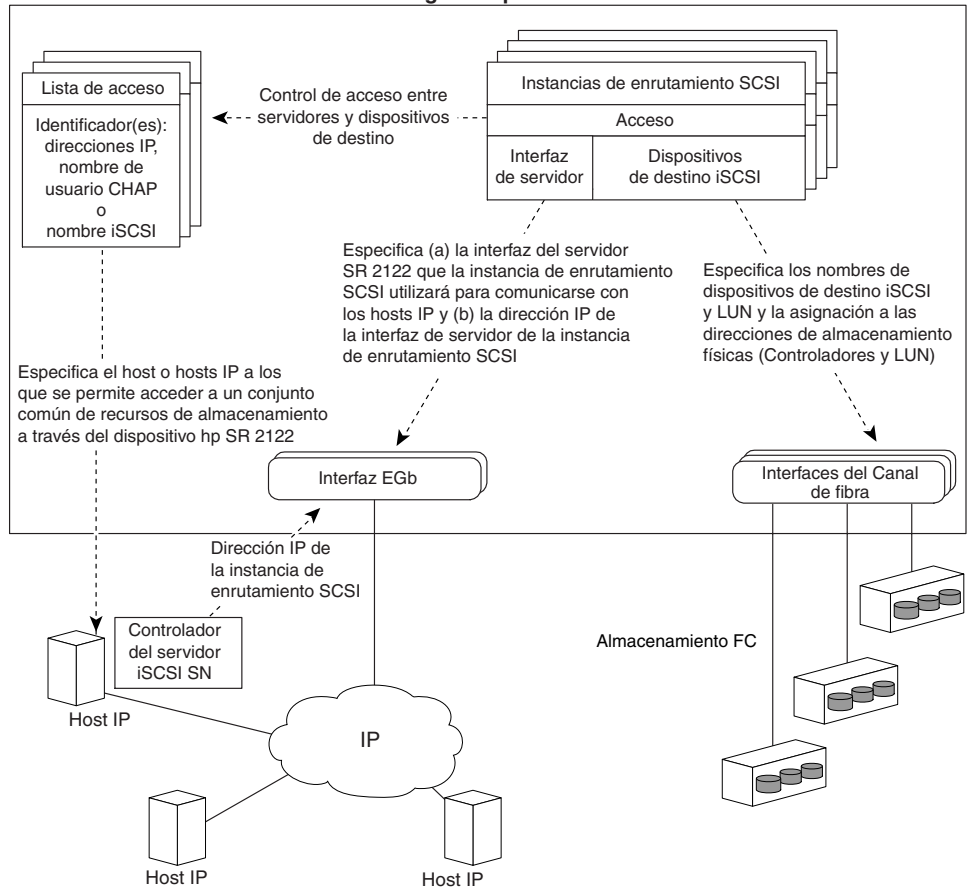 Lista de acceso
Identificador(es):
direcciones IP,
nombre de
usuario CHAP
o
nombre iSCSI
Control de acceso entre
servidores y dispositivos
de destino
Instancias de enrutamiento SCSI
Acceso
Interfaz
de servidor
Dispositivos
de destino iSCSI
Especifica (a) la interfaz del servidor
SR 2122 que la instancia de enrutamiento
SCSI utilizará para comunicarse con
los hosts IP y (b) la dirección IP de
la interfaz de servidor de la instancia
de enrutamiento SCSI
Especifica los nombres de
dispositivos de destino iSCSI
y LUN y la asignación a las
direcciones de almacenamiento
físicas (Controladores y LUN)
Especifica el host o hosts IP a los
que se permite acceder a un conjunto
común de recursos de almacenamiento
a través del dispositivo hp SR 2122
Interfaz EGb
Interfaces del Canal
de fibra
Dirección IP de
la instancia de
enrutamiento SCSI
Controlador
del servidor
iSCSI SN
Almacenamiento FC
Host IP
IP
Host IP
Host IP